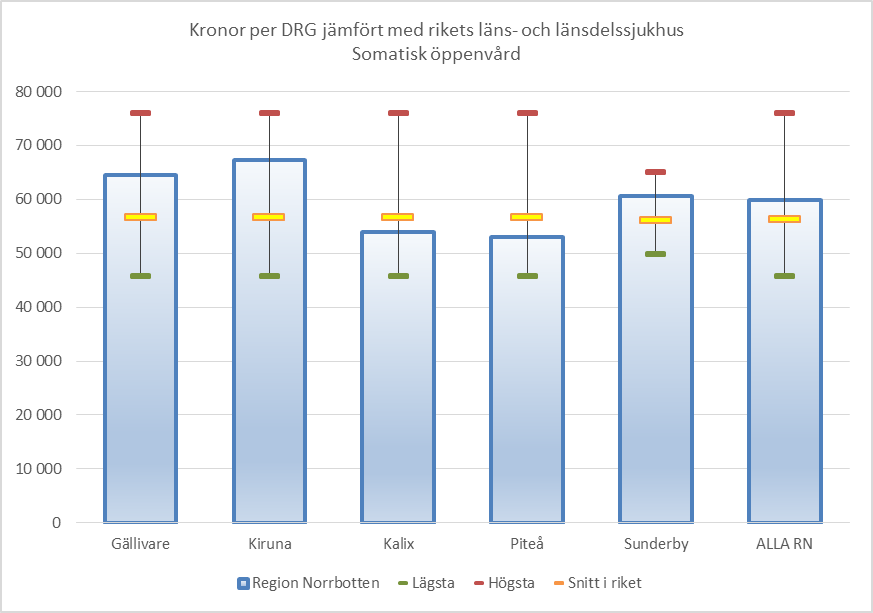 Kronor per DRG jämfört med rikets läns- och länsdelssjukhus
Somatisk öppenvård
80 000
70 000
60 000
50 000
40 000
30 000
20 000
10 000
0
Gällivare Kiruna Kalix Piteå Sunderby ALLA RN
Region Norrbotten Lägsta Högsta Snitt i riket